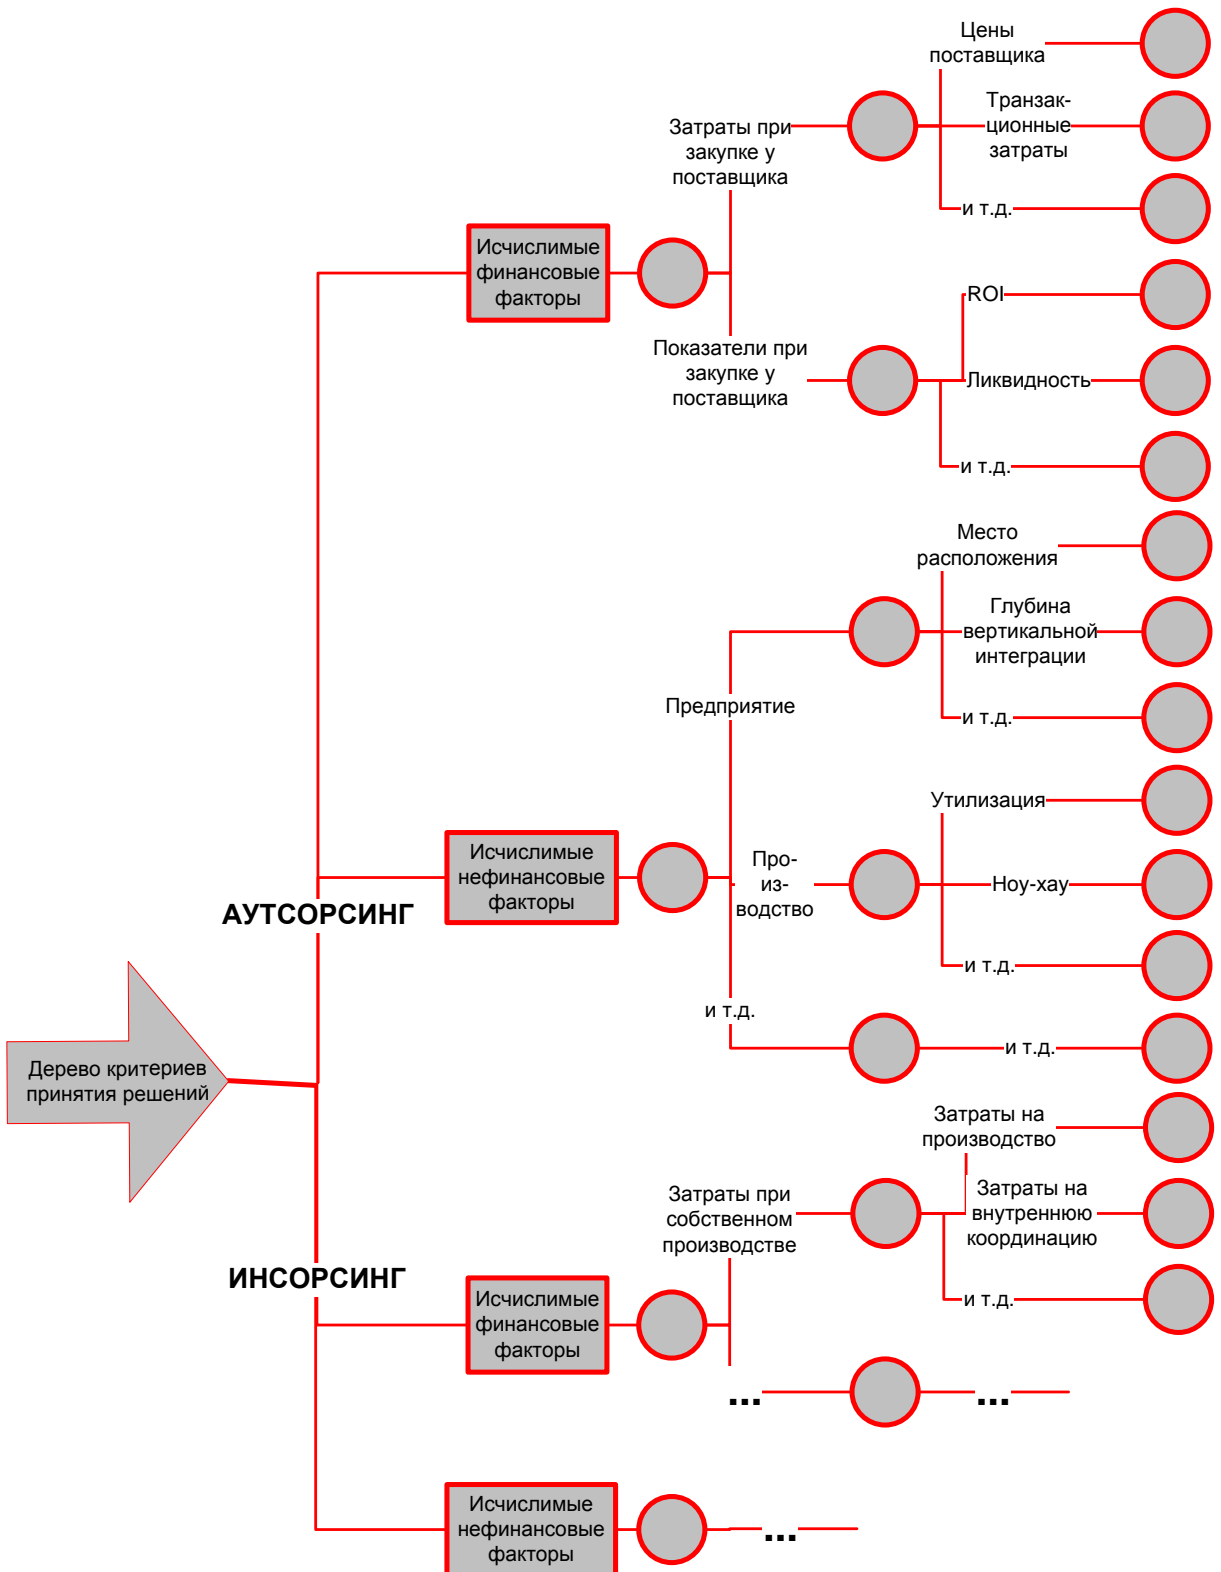 Цены
поставщика
Транзак-
ционные
затраты
и т.д.
Затраты при
закупке у
поставщика
Исчислимые
финансовые
факторы
Показатели при
закупке у
поставщика
ROI
Ликвидность
и т.д.
Место
расположения
Глубина
вертикальной
интеграции
и т.д.
Предприятие
Утилизация
Про-
из-
водство
Ноу-хау
и т.д.
Исчислимые
нефинансовые
факторы
АУТСОРСИНГ
и т.д.
и т.д.
Дерево критериев
принятия решений
Затраты на
производство
Затраты при
собственном
производстве
Затраты на
внутреннюю
координацию
и т.д.
ИНСОРСИНГ
Исчислимые
финансовые
факторы
...
...
Исчислимые
нефинансовые
факторы
...